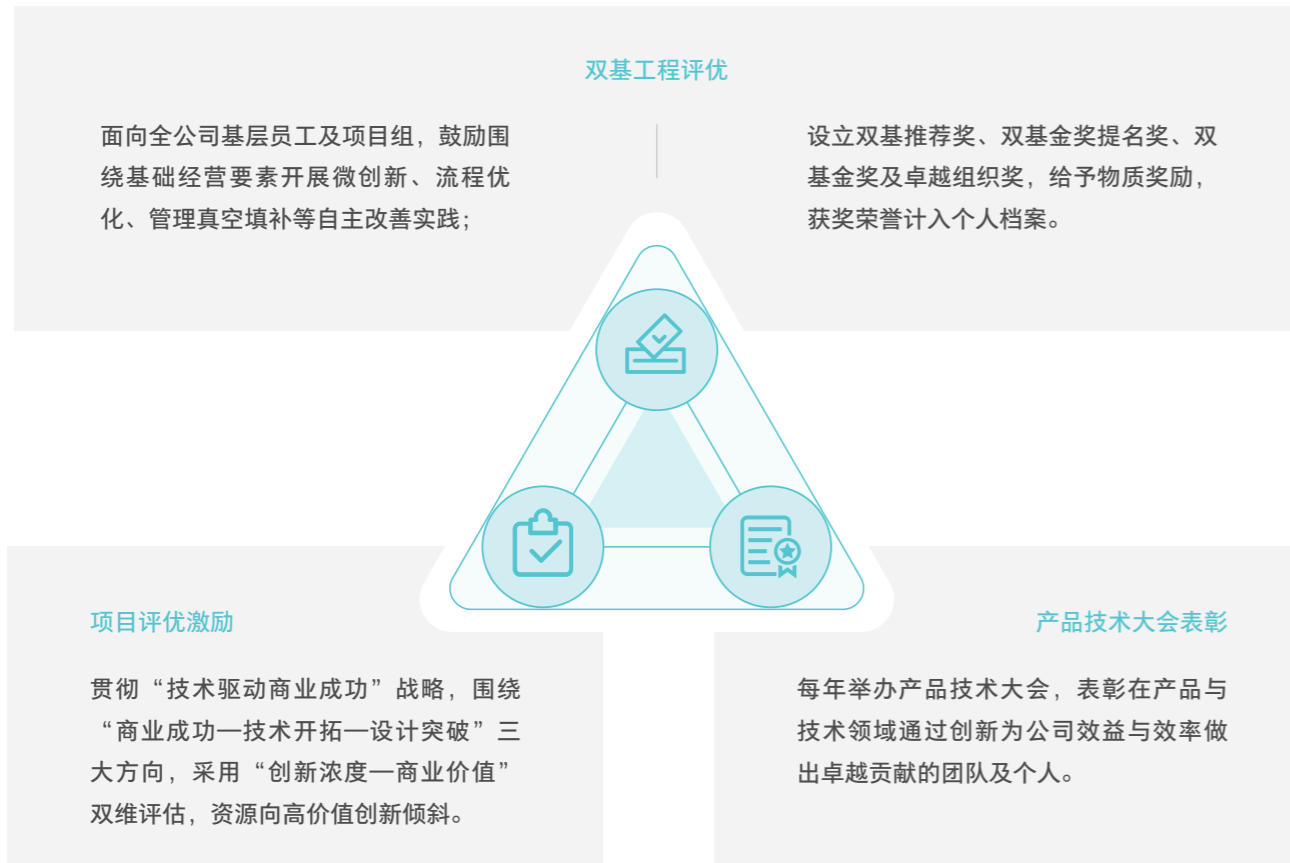 双基工程评优
面向全公司基层员工及项目组，鼓励围
绕基础经营要素开展微创新、流程优
化、管理真空填补等自主改善实践；
设立双基推荐奖、双基金奖提名奖、双
基金奖及卓越组织奖，给予物质奖励，
获奖荣誉计入个人档案。
项目评优激励
贯彻“技术驱动商业成功”战略，围绕
“商业成功—技术开拓—设计突破”三
大方向，采用“创新浓度—商业价值”
双维评估，资源向高价值创新倾斜。
产品技术大会表彰
每年举办产品技术大会，表彰在产品与
技术领域通过创新为公司效益与效率做
出卓越贡献的团队及个人。